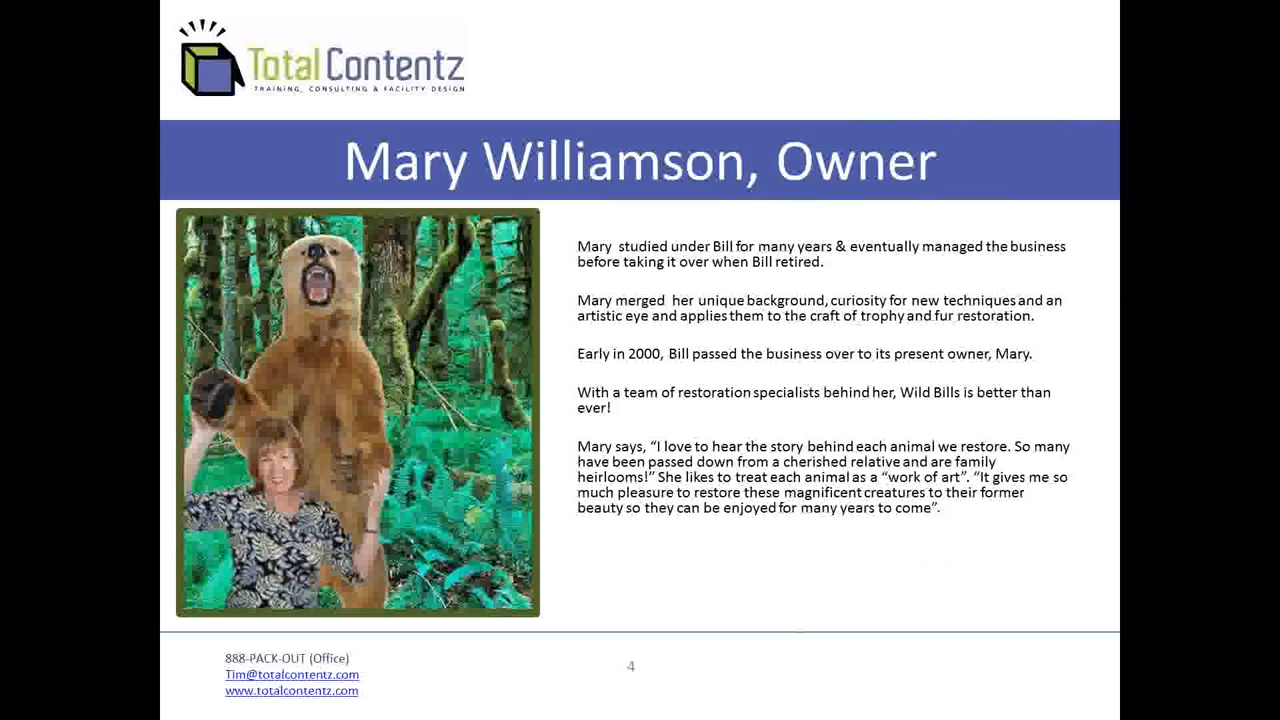 Total Contentz
TRAINING, CONSULTING & FACILITY DESIGN
Mary Williamson, Owner
Mary studied under Bill for many years & eventually managed the business
before taking it over when Bill retired.
Mary merged her unique background, curiosity for new techniques and an
artistic eye and applies them to the craft of trophy and fur restoration.
Early in 2000, Bill passed the business over to its present owner, Mary.
With a team of restoration specialists behind her, Wild Bills is better than
ever!
Mary says, “I love to hear the story behind each animal we restore. So many
have been passed down from a cherished relative and are family
heirlooms!” She likes to treat each animal as a “work of art”. “It gives me so
much pleasure to restore these magnificent creatures to their former
beauty so they can be enjoyed for many years to come”.
888-PACK-OUT (Office)
Tim@totalcontentz.com
www.totalcontentz.com
4